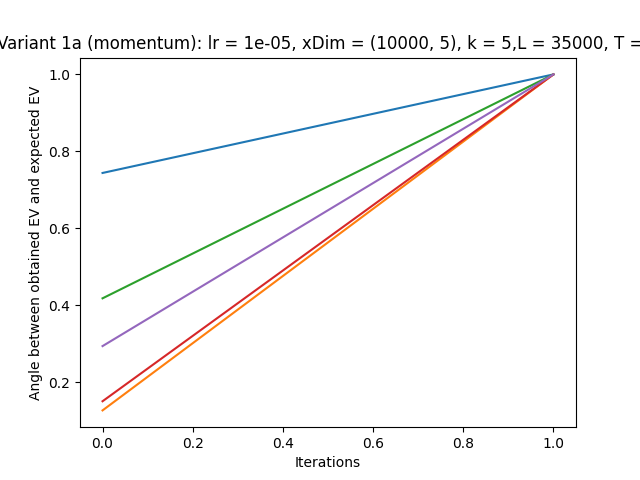 Variant 1a (momentum): lr = 1e-05, xDim = (10000, 5), k = 5,L = 35000, T =
1.0
0.8
0.6
0.4
0.2
Angle between obtained EV and expected EV
0.0 0.2 0.4 0.6 0.8 1.0
Iterations